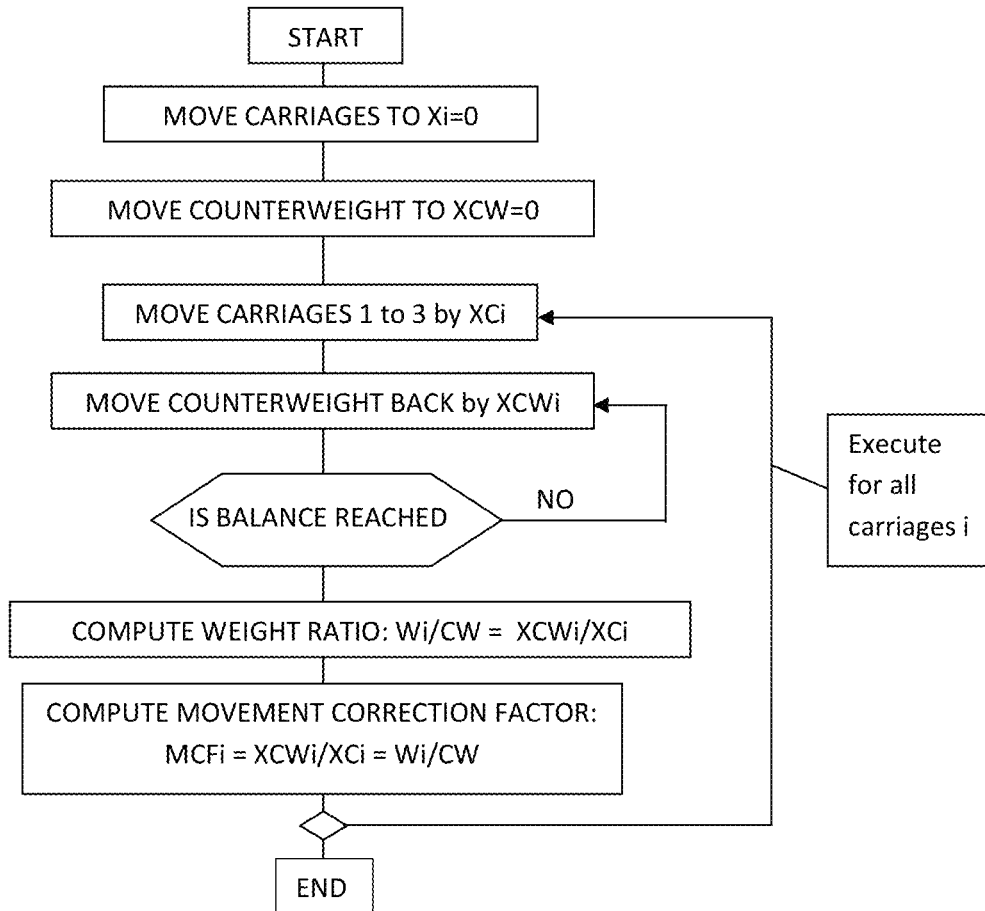 START
MOVE CARRIAGES TO Xi=0
MOVE COUNTERWEIGHT TO XCW=0
MOVE CARRIAGES 1 to 3 by XCi
MOVE COUNTERWEIGHT BACK by XCWi
IS BALANCE REACHED
NO
Execute
for all
carriages i
COMPUTE WEIGHT RATIO: Wi/CW = XCWi/XCi
COMPUTE MOVEMENT CORRECTION FACTOR:
MCFi = XCWi/XCi = Wi/CW
END